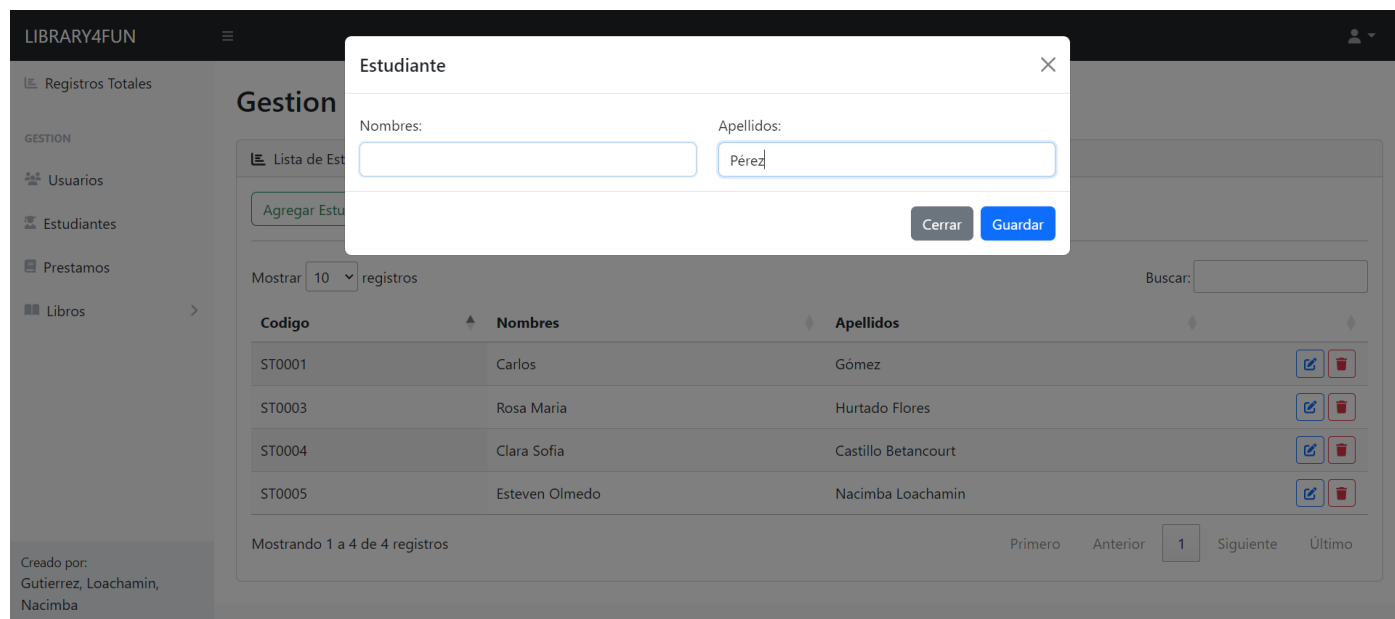 LIBRARY4FUN
Registros Totales
GESTION
Usuarios
Estudiantes
Prestamos
Libros
Creado por:
Gutierrez, Loachamin,
Nacimba
Estudiante
Nombres:
Apellidos:
Pérez
Cerrar
Guardar
Gestion
Lista de Est
Agregar Estu
Mostrar 10 registros
Buscar:
Codigo Nombres Apellidos
ST0001 Carlos Gómez
ST0003 Rosa Maria Hurtado Flores
ST0004 Clara Sofia Castillo Betancourt
ST0005 Esteven Olmedo Nacimba Loachamin
Mostrando 1 a 4 de 4 registros
Primero Anterior 1 Siguiente Último